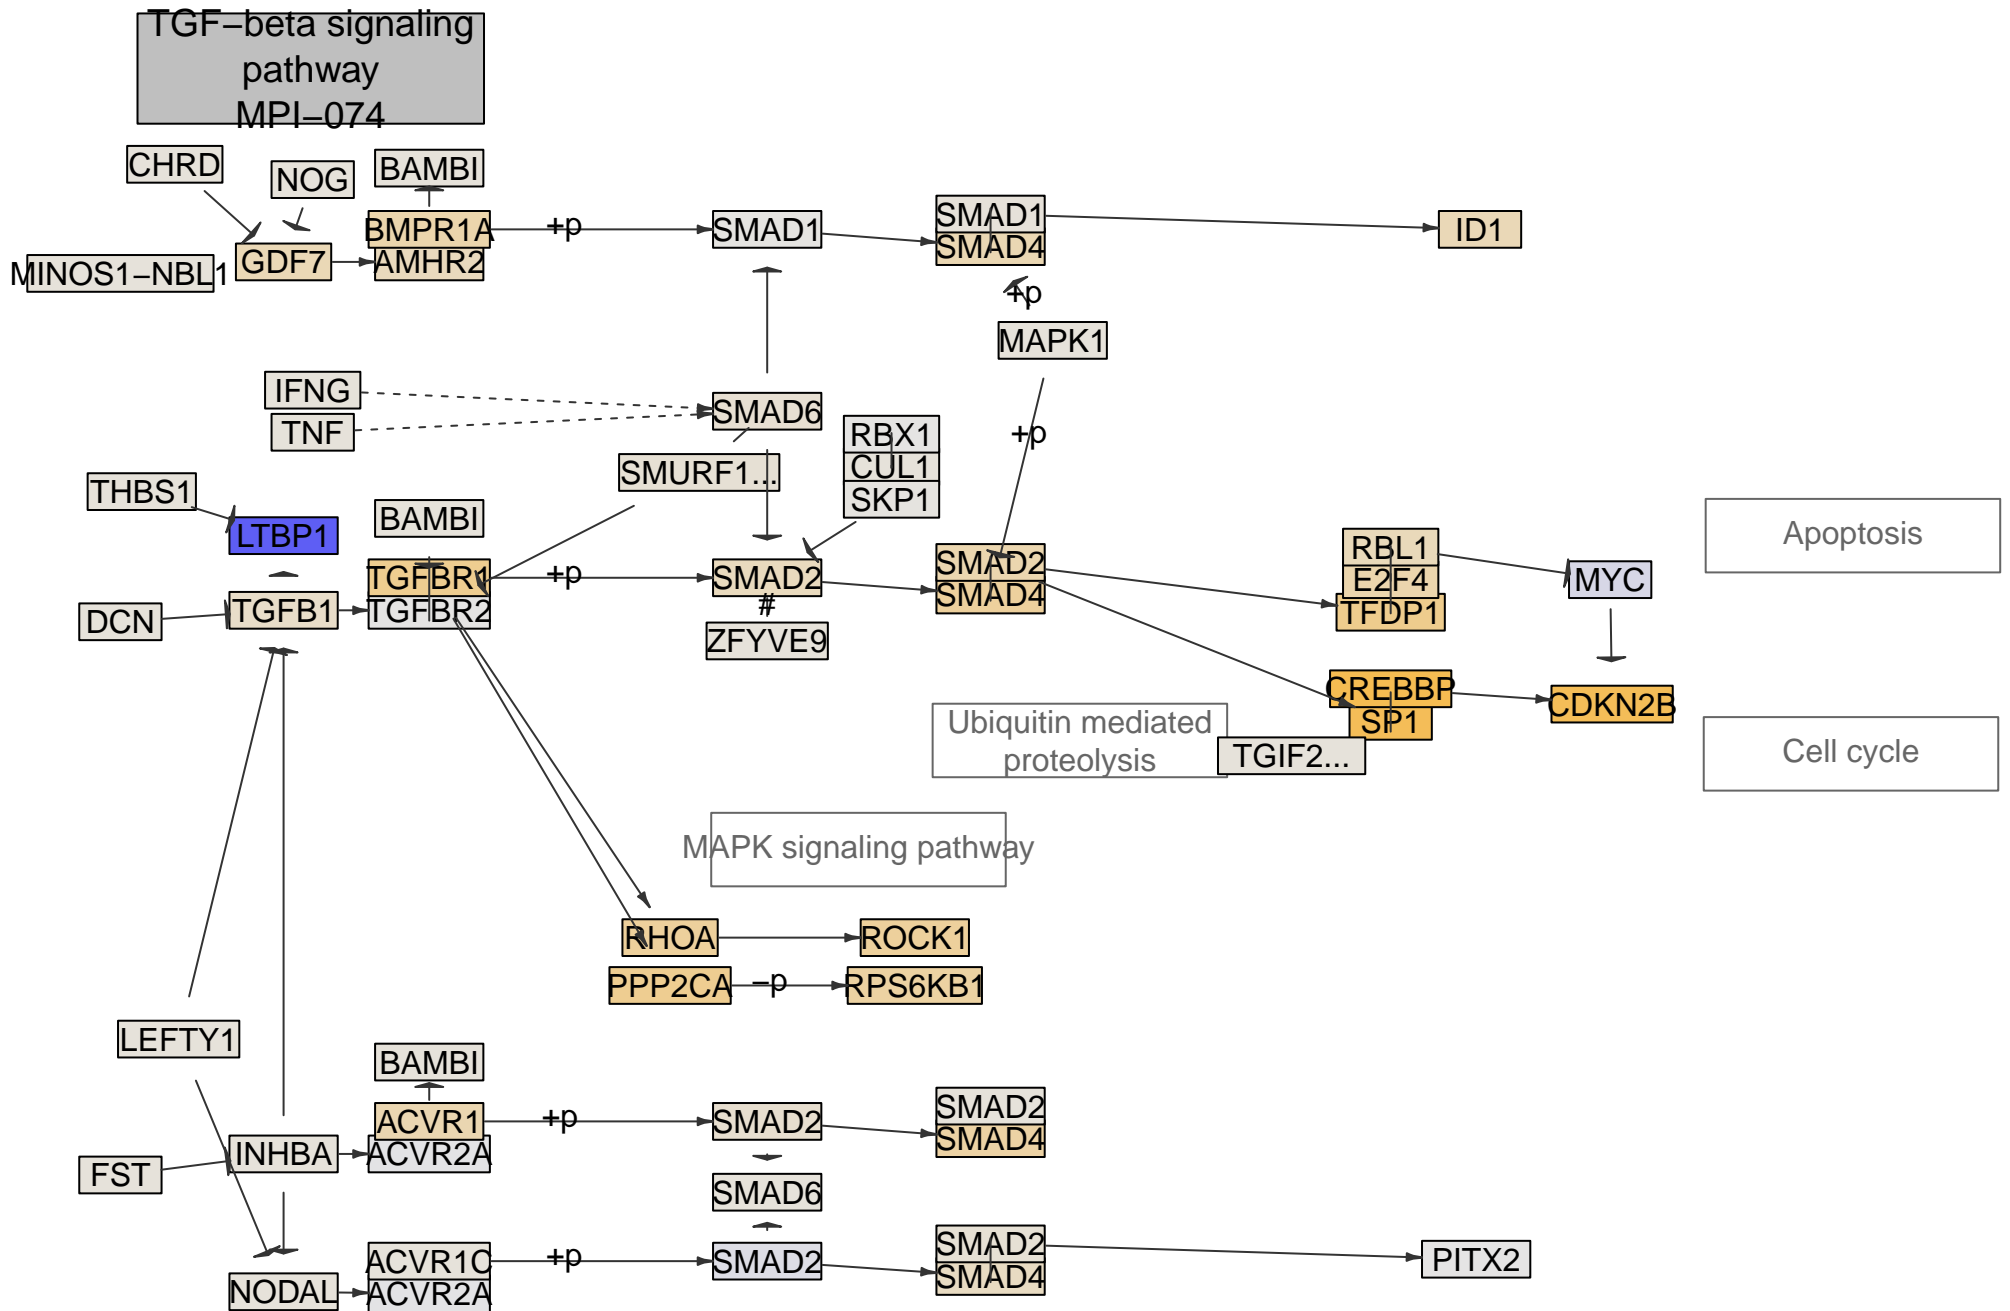 TGF−beta signaling
pathway
MPI−074
CHRD
NOG
BAMBI
BMPR1A
+p
SMAD1
SMAD1
SMAD4
ID1
MINOS1−NBL1
GDF7
AMHR2
+p
MAPK1
IFNG
TNF
SMAD6
RBX1
CUL1
SKP1
+p
SMURF1...
THBS1
LTBP1
BAMBI
TGFBR1
TGFBR2
+p
SMAD2
#
ZFYVE9
SMAD2
SMAD4
RBL1
E2F4
TFDP1
MYC
Apoptosis
DCN
TGFB1
CREBBP
SP1
TGIF2...
CDKN2B
Ubiquitin mediated
proteolysis
Cell cycle
MAPK signaling pathway
RHOA
ROCK1
PPP2CA
−p
RPS6KB1
LEFTY1
BAMBI
ACVR1
ACVR2A
+p
SMAD2
SMAD2
SMAD4
FST
INHBA
SMAD6
NODAL
ACVR1C
ACVR2A
+p
SMAD2
SMAD2
SMAD4
PITX2